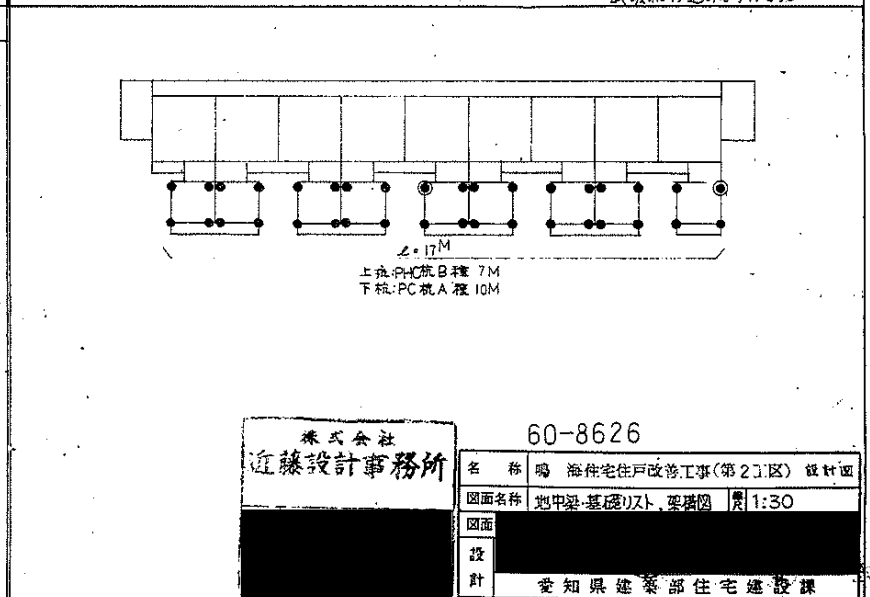 ℓ=17M
上杭:PHC杭B種 7M
下杭:PC杭A種 10M
60-8626
株式会社
近藤設計事務所
名 称 鳴 海住宅住戸改善工事(第2工区) 設計図
図面名称 地中梁・基礎リスト、架構図 縮尺 1:30
図面
設計
愛知県建築部住宅建設課